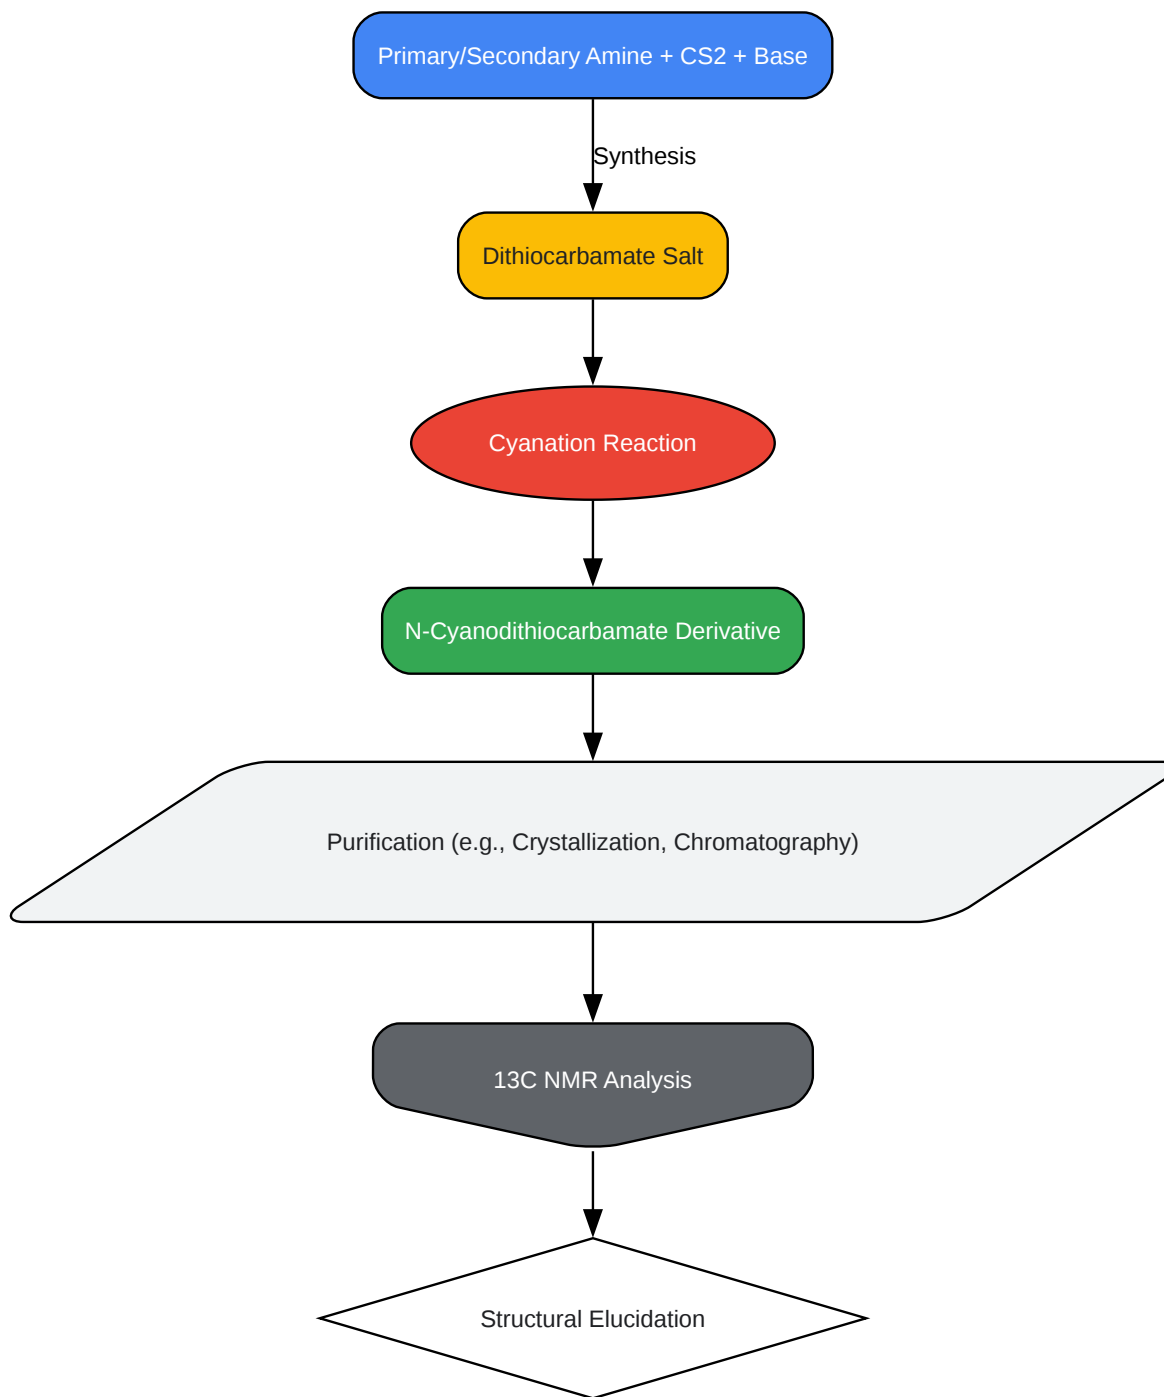 Primary/Secondary Amine + CS2 + Base
Synthesis
Dithiocarbamate Salt
Cyanation Reaction
N-Cyanodithiocarbamate Derivative
Purification (e.g., Crystallization, Chromatography)
13C NMR Analysis
Structural Elucidation